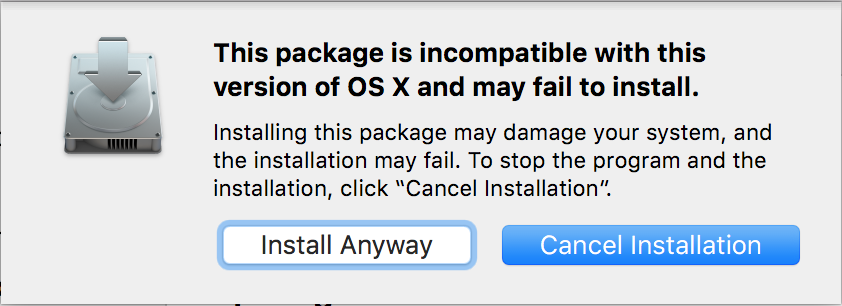 This package is incompatible with this
version of OS X and may fail to install.
Installing this package may damage your system, and
the installation may fail. To stop the program and the
installation, click “Cancel Installation”.
Install Anyway
Cancel Installation